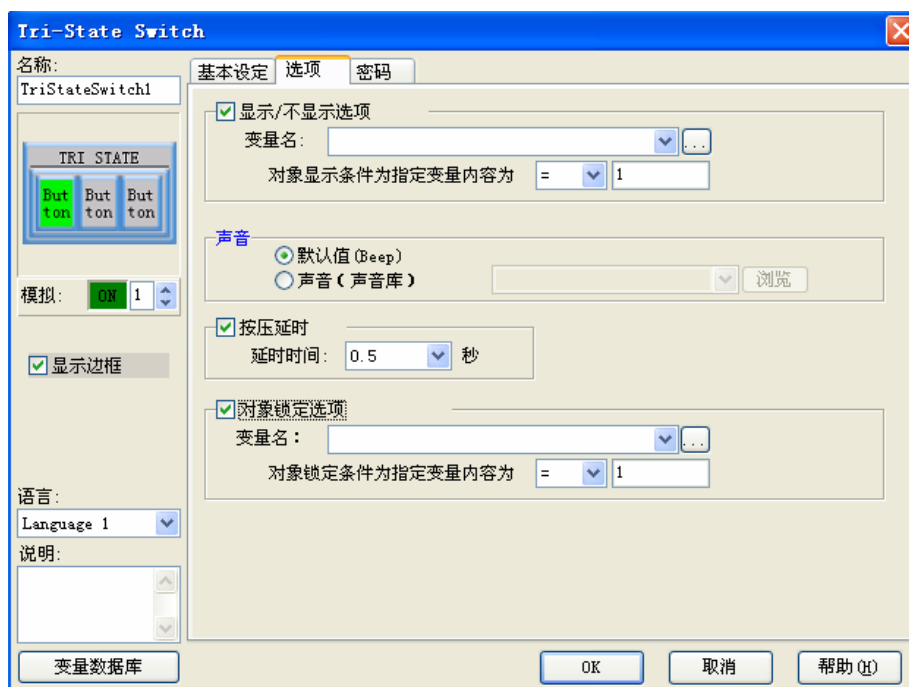 Tri-State Switch
名称:
TriStateSwitch1
TRI STATE
But
ton
But
ton
But
ton
模拟:
ON
1
显示边框
语言:
Language 1
说明:
变量数据库
基本设定
选项
密码
显示/不显示选项
变量名:
...
对象显示条件为指定变量内容为
=
1
声音
默认值(Beep)
声音(声音库)
浏览
按压延时
延时时间:
0.5
秒
对象锁定选项
变量名:
...
对象锁定条件为指定变量内容为
=
1
OK
取消
帮助(H)